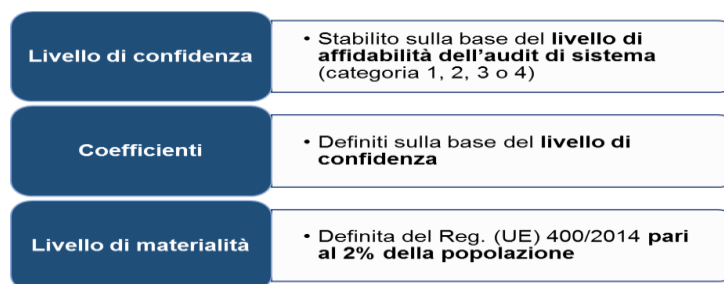 Livello di confidenza
• Stabilito sulla base del livello di
affidabilità dell'audit di sistema
(categoria 1, 2, 3 o 4)
Coefficienti
• Definiti sulla base del livello di
confidenza
Livello di materialità
• Definita del Reg. (UE) 400/2014 pari
al 2% della popolazione